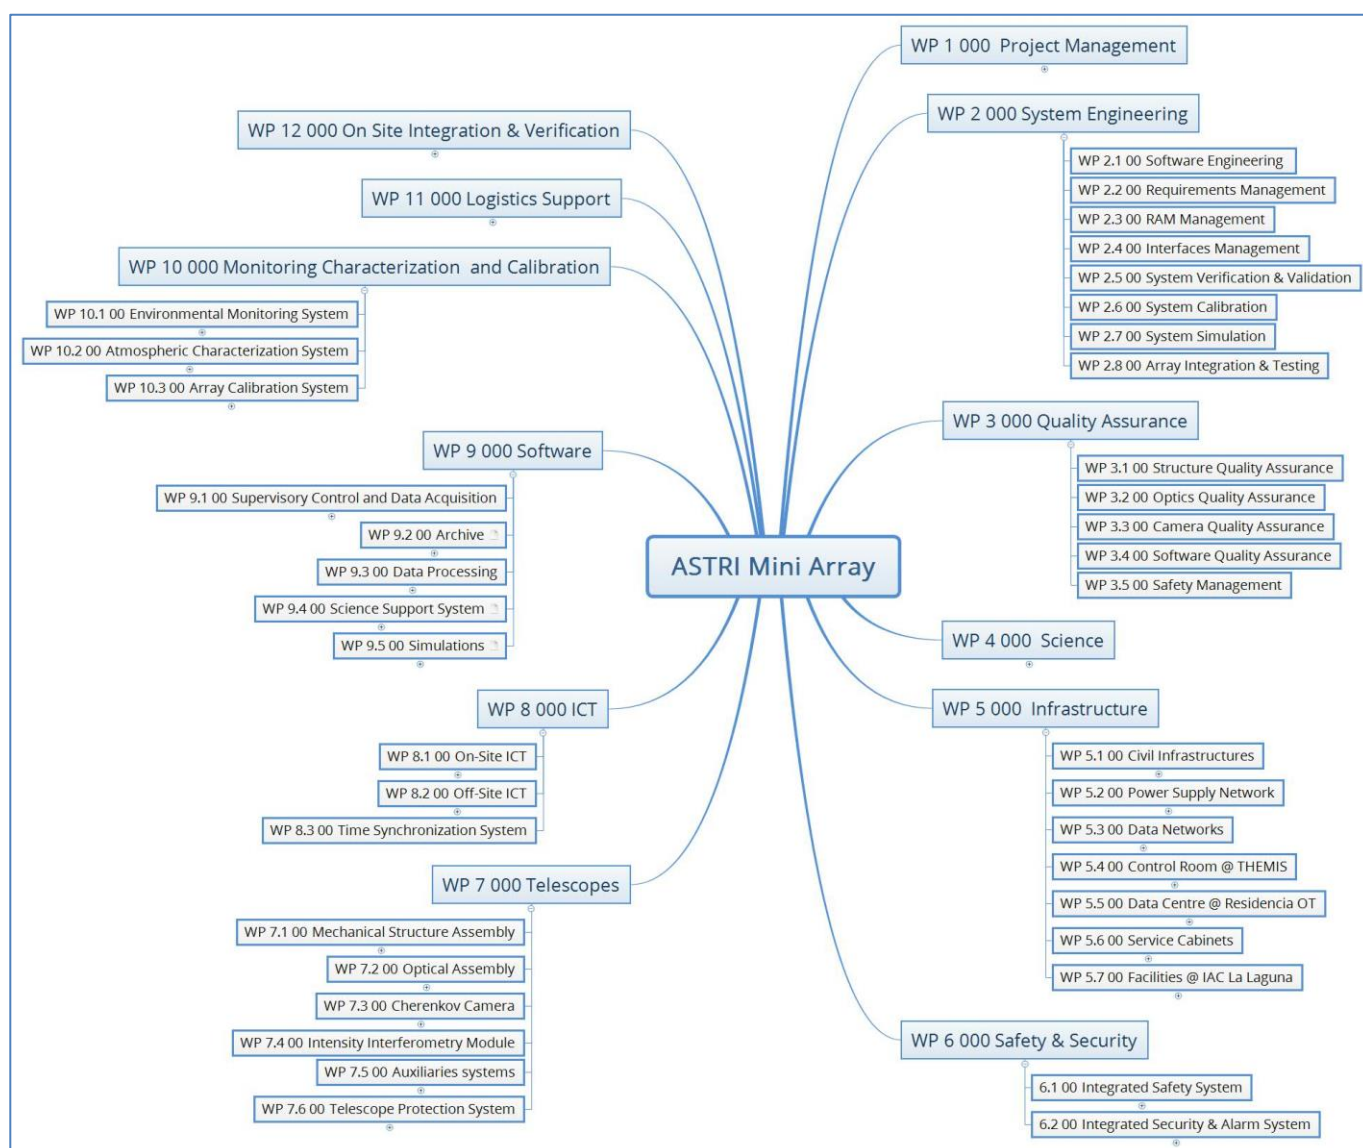 WP 1 000 Project Management
WP 2 000 System Engineering
WP 2.1 00 Software Engineering
WP 2.2 00 Requirements Management
WP 2.3 00 RAM Management
WP 2.4 00 Interfaces Management
WP 2.5 00 System Verification & Validation
WP 2.6 00 System Calibration
WP 2.7 00 System Simulation
WP 2.8 00 Array Integration & Testing
WP 3 000 Quality Assurance
WP 3.1 00 Structure Quality Assurance
WP 3.2 00 Optics Quality Assurance
WP 3.3 00 Camera Quality Assurance
WP 3.4 00 Software Quality Assurance
WP 3.5 00 Safety Management
WP 4 000 Science
WP 5 000 Infrastructure
WP 5.1 00 Civil Infrastructures
WP 5.2 00 Power Supply Network
WP 5.3 00 Data Networks
WP 5.4 00 Control Room @ THEMIS
WP 5.5 00 Data Centre @ Residencia OT
WP 5.6 00 Service Cabinets
WP 5.7 00 Facilities @ IAC La Laguna
WP 6 000 Safety & Security
6.1 00 Integrated Safety System
6.2 00 Integrated Security & Alarm System
ASTRI Mini Array
WP 12 000 On Site Integration & Verification
WP 11 000 Logistics Support
WP 10 000 Monitoring Characterization and Calibration
WP 10.1 00 Environmental Monitoring System
WP 10.2 00 Atmospheric Characterization System
WP 10.3 00 Array Calibration System
WP 9 000 Software
WP 9.1 00 Supervisory Control and Data Acquisition
WP 9.2 00 Archive
WP 9.3 00 Data Processing
WP 9.4 00 Science Support System
WP 9.5 00 Simulations
WP 8 000 ICT
WP 8.1 00 On-Site ICT
WP 8.2 00 Off-Site ICT
WP 8.3 00 Time Synchronization System
WP 7 000 Telescopes
WP 7.1 00 Mechanical Structure Assembly
WP 7.2 00 Optical Assembly
WP 7.3 00 Cherenkov Camera
WP 7.4 00 Intensity Interferometry Module
WP 7.5 00 Auxiliaries systems
WP 7.6 00 Telescope Protection System